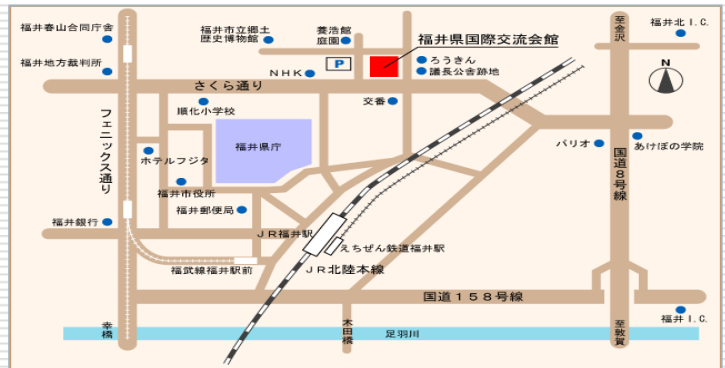 福井春山合同庁舎
福井市立郷土
歴史博物館
養浩館
庭園
福井県国際交流会館
至金沢
福井北 I.C.
福井地方裁判所
NHK
P
ろうきん
議長公舎跡地
N
さくら通り
順化小学校
交番
フェニックス通り
福井県庁
ホテルフジタ
パリオ
あけぼの学院
国道8号線
福井市役所
福井郵便局
福井銀行
JR福井駅
えちぜん鉄道福井駅
福武線福井駅前
JR北陸本線
国道158号線
福井 I.C.
幸橋
木田橋
足羽川
至敦賀